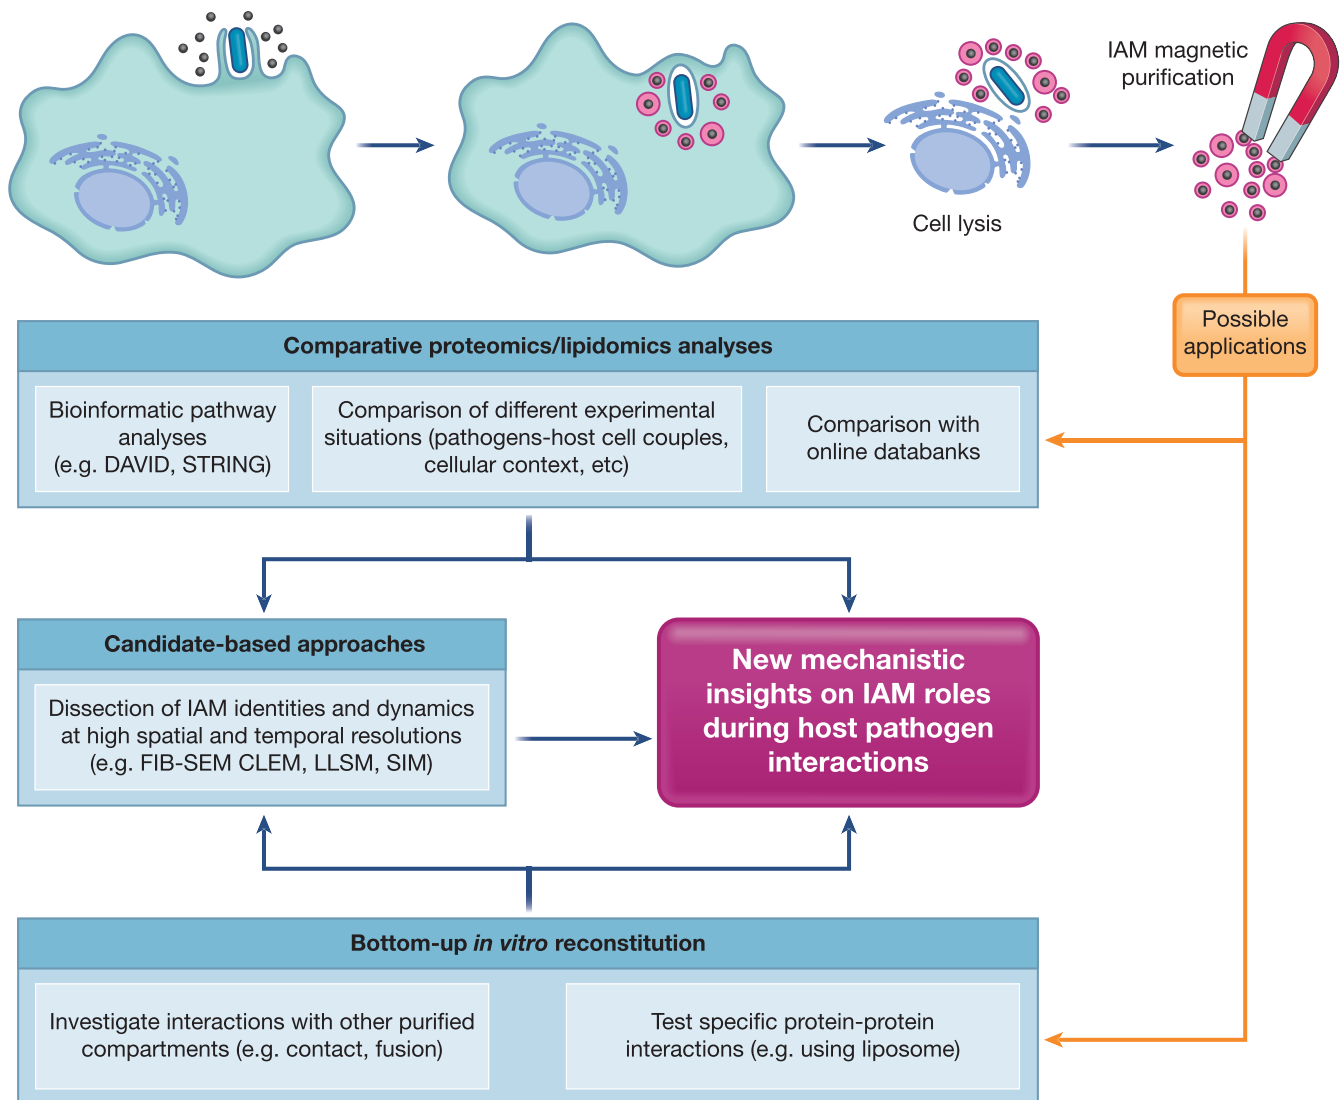 IAM magnetic
purification
Cell lysis
Possible
applications
Comparative proteomics/lipidomics analyses
Bioinformatic pathway
analyses
(e.g. DAVID, STRING)
Comparison of different experimental
situations (pathogens-host cell couples,
cellular context, etc)
Comparison with
online databanks
Candidate-based approaches
Dissection of IAM identities and dynamics
at high spatial and temporal resolutions
(e.g. FIB-SEM CLEM, LLSM, SIM)
New mechanistic
insights on IAM roles
during host pathogen
interactions
Bottom-up in vitro reconstitution
Investigate interactions with other purified
compartments (e.g. contact, fusion)
Test specific protein-protein
interactions (e.g. using liposome)